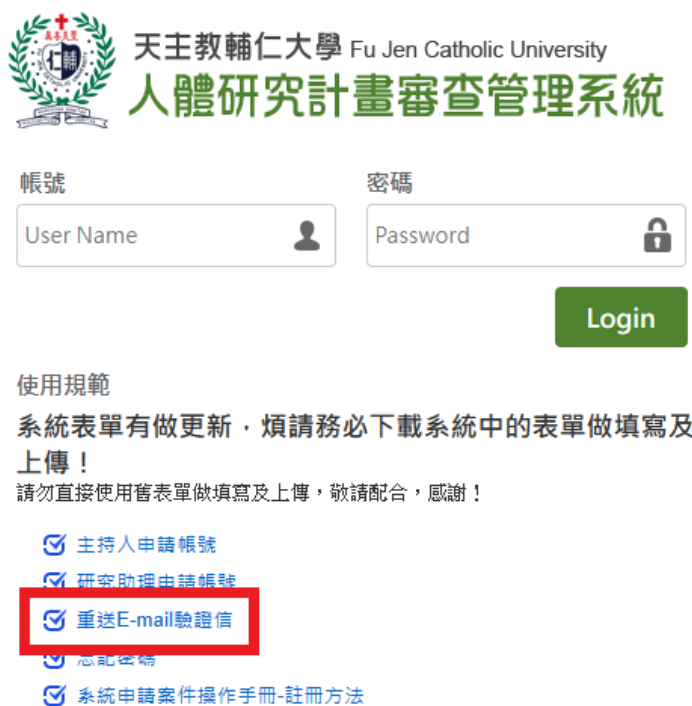 天主教輔仁大學 Fu Jen Catholic University
人體研究計畫審查管理系統
帳號 密碼
User Name Password
Login
使用規範
系統表單有做更新，煩請務必下載系統中的表單做填寫及
上傳！
請勿直接使用舊表單做填寫及上傳，敬請配合，感謝！
主持人申請帳號
研究助理申請帳號
重送E-mail驗證信
忘記密碼
系統申請案件操作手冊-註冊方法